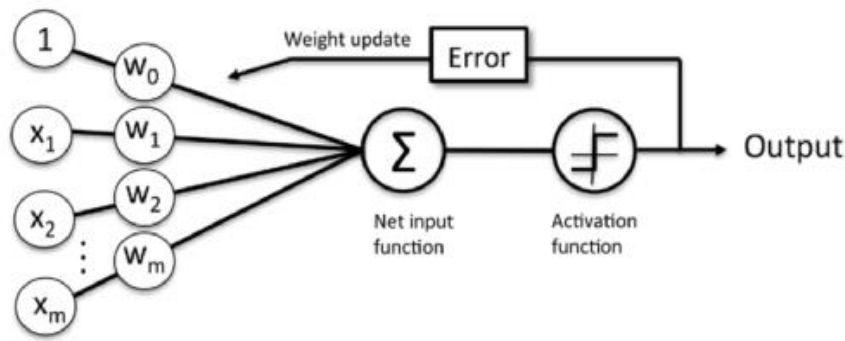 1
w₀
Weight update
Error
x₁
w₁
Σ
Output
x₂
w₂
Net input
function
Activation
function
⋮
wₘ
xₘ